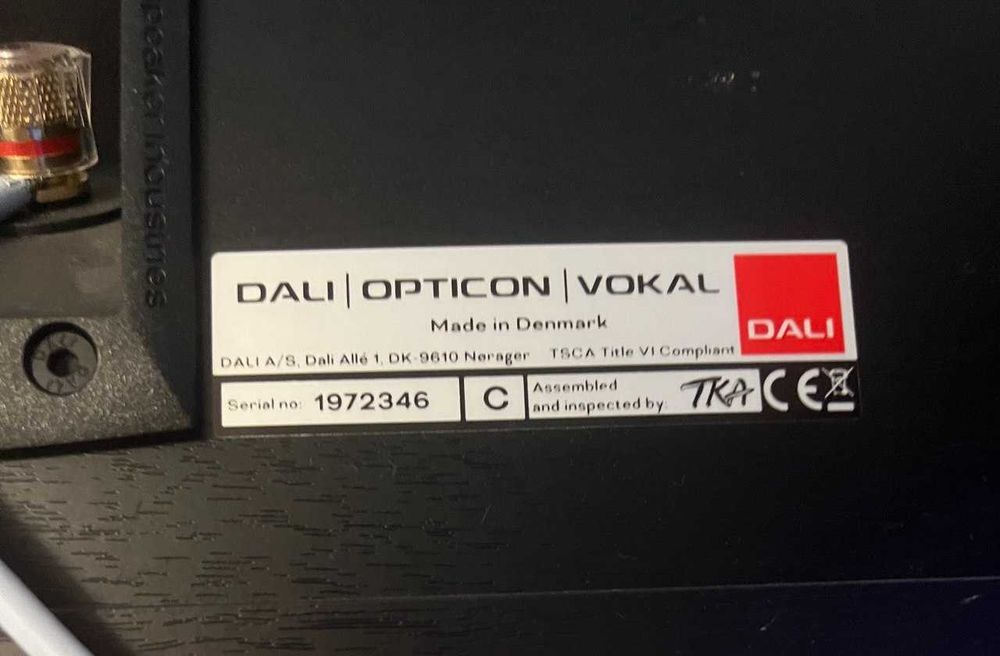 DALI | OPTICON | VOKAL
Made in Denmark
DALI A/S, Dali Allé 1, DK-9610 Nørager TSCA Title VI Compliant
DALI
Serial no: 1972346
C
Assembled
and inspected by: TKA
CE